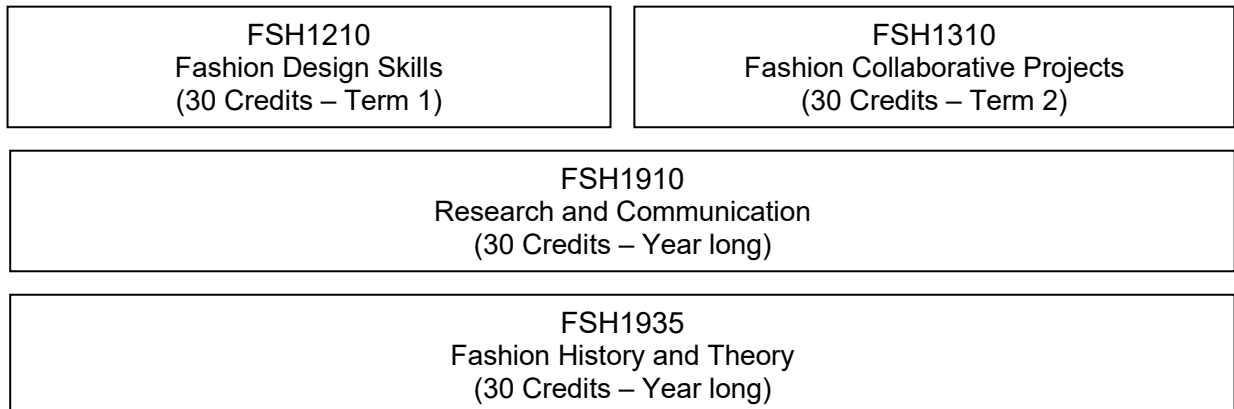 FSH1210
Fashion Design Skills
(30 Credits – Term 1)
FSH1310
Fashion Collaborative Projects
(30 Credits – Term 2)
FSH1910
Research and Communication
(30 Credits – Year long)
FSH1935
Fashion History and Theory
(30 Credits – Year long)